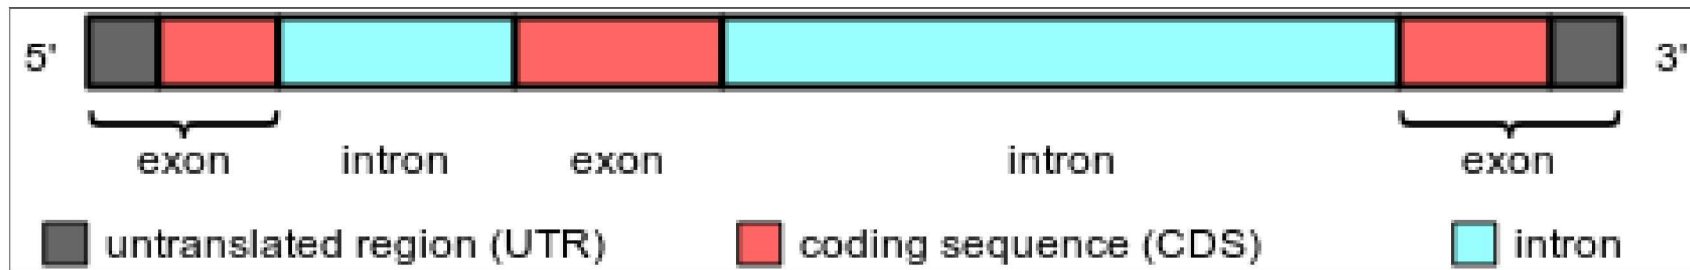 5' 3'
exon intron exon intron exon
untranslated region (UTR) coding sequence (CDS) intron